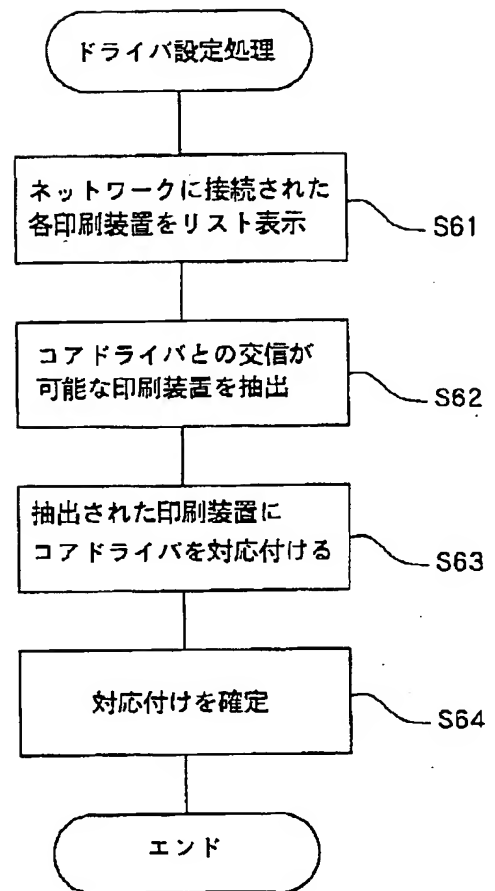 ドライバ設定処理
ネットワークに接続された
各印刷装置をリスト表示
S61
コアドライバとの交信が
可能な印刷装置を抽出
S62
抽出された印刷装置に
コアドライバを対応付ける
S63
対応付けを確定
S64
エンド